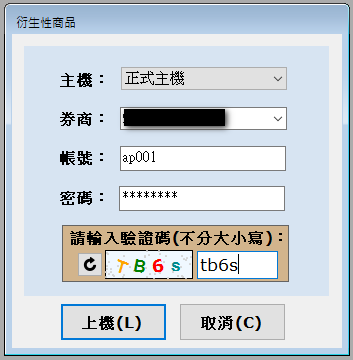 衍生性商品
主機： 正式主機
券商：
帳號： ap001
密碼： ********
請輸入驗證碼(不分大小寫)：
TB6s tb6s
上機(L) 取消(C)